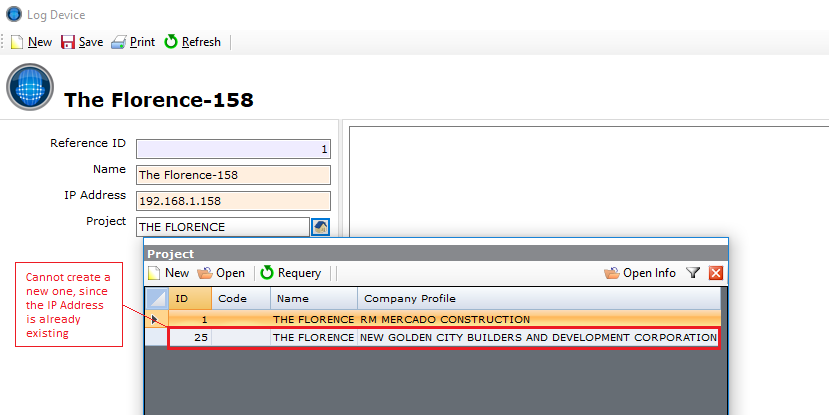 Log Device
New Save Print Refresh
The Florence-158
Reference ID 1
Name The Florence-158
IP Address 192.168.1.158
Project THE FLORENCE
Project
New Open Requery Open Info
Cannot create a
new one, since
the IP Address
is already
existing
ID Code Name Company Profile
1 THE FLORENCE RM MERCADO CONSTRUCTION
25 THE FLORENCE NEW GOLDEN CITY BUILDERS AND DEVELOPMENT CORPORATION